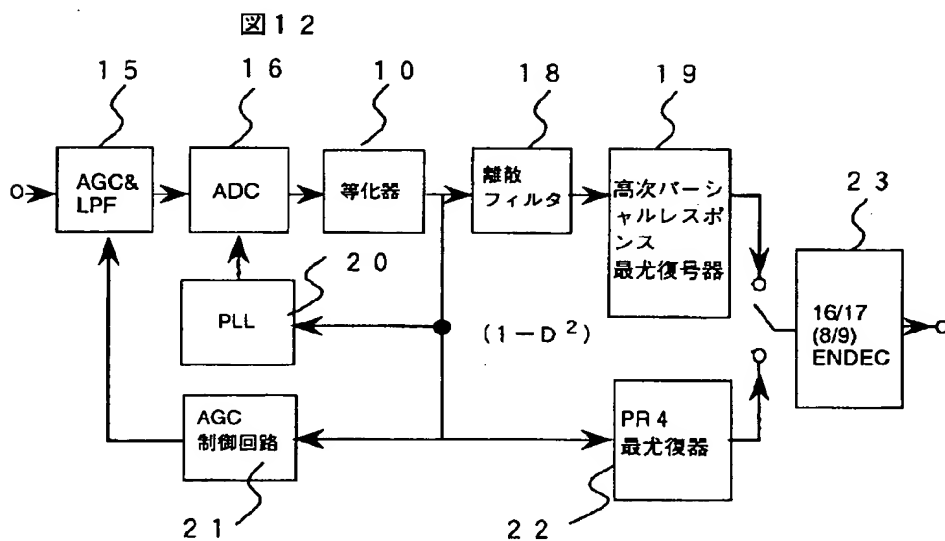 図12
15
16
10
18
19
AGC&
LPF
ADC
等化器
離散
フィルタ
高次パーシ
ャルレスポ
ンス
最尤復号器
23
20
PLL
(1-D²)
16/17
(8/9)
ENDEC
AGC
制御回路
PR4
最尤復器
21
22